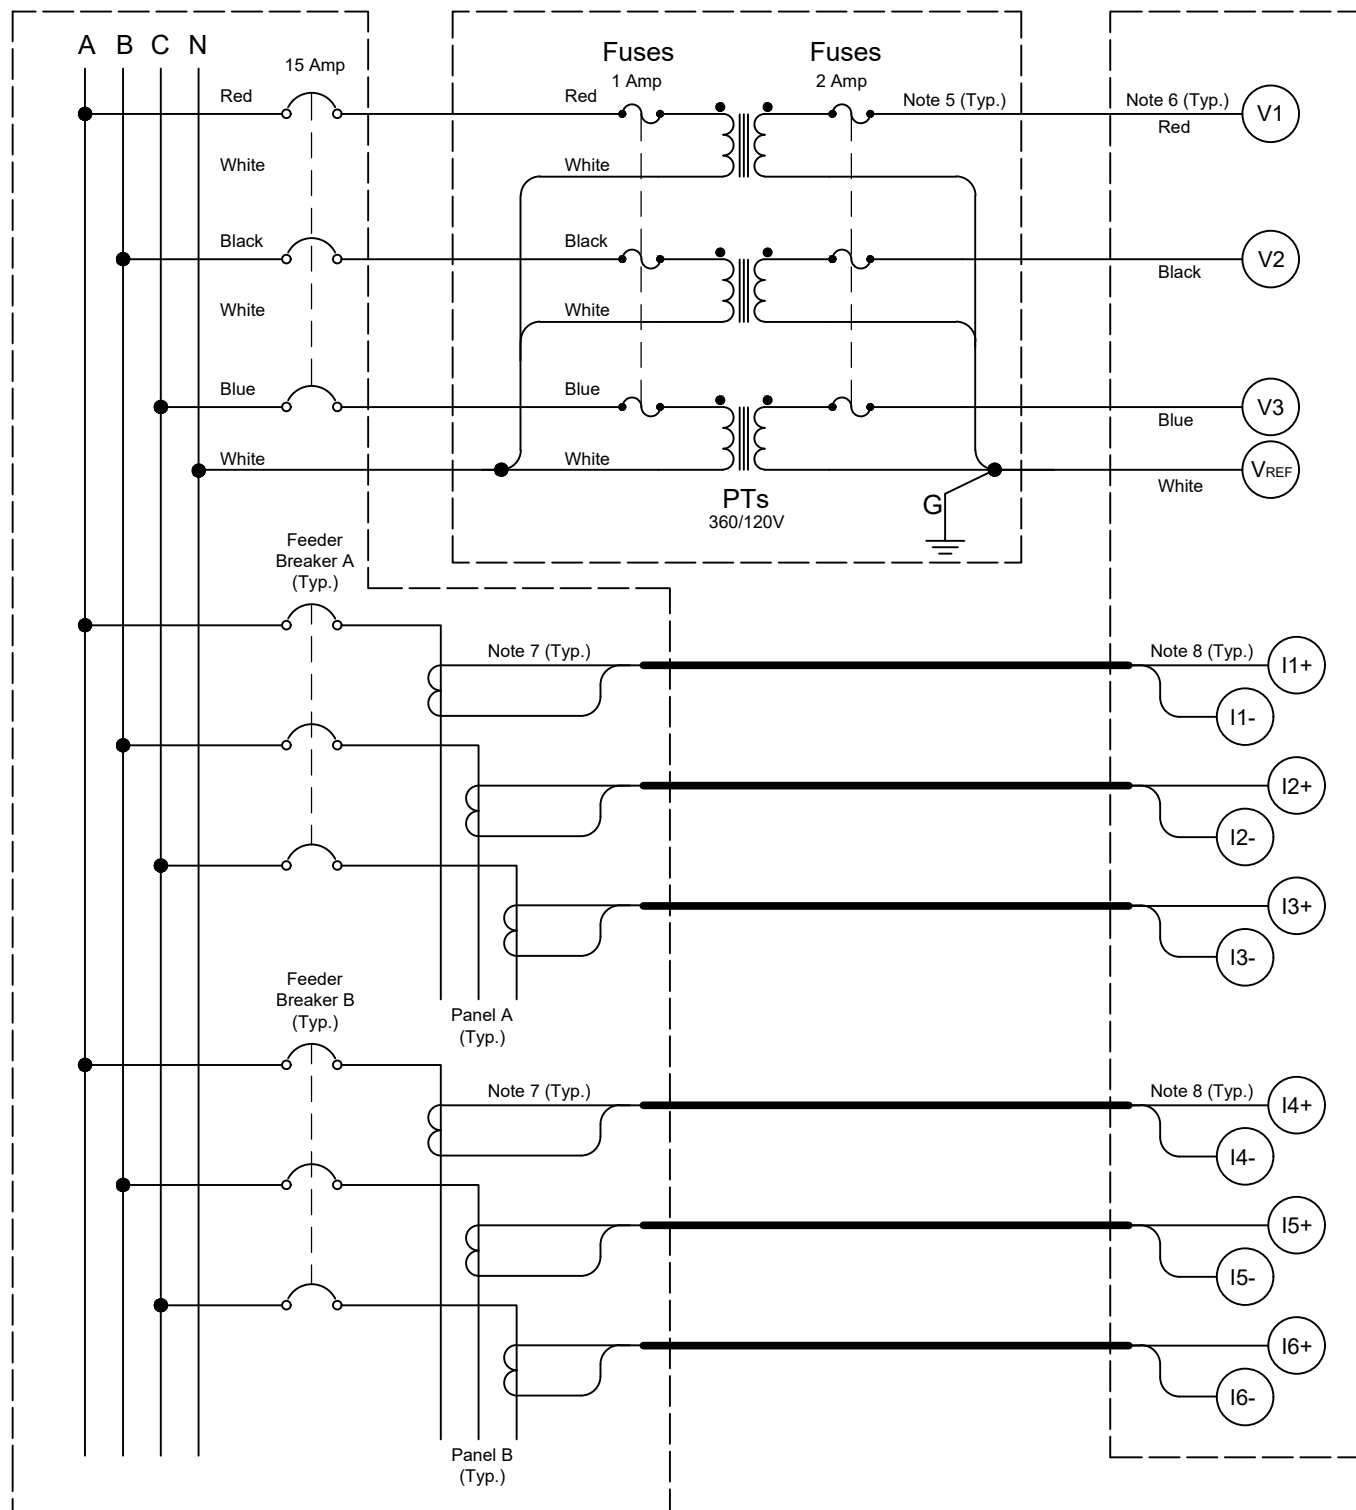 A B C N
15 Amp
Fuses
1 Amp
Fuses
2 Amp
Red
Red
Note 5 (Typ.)
Note 6 (Typ.)
Red
V1
White
White
Black
Black
Black
V2
White
White
Blue
Blue
Blue
V3
White
White
White
VREF
PTs
360/120V
G
Feeder
Breaker A
(Typ.)
Note 7 (Typ.)
Note 8 (Typ.)
I1+
I1-
I2+
I2-
I3+
I3-
Panel A
(Typ.)
Feeder
Breaker B
(Typ.)
Note 7 (Typ.)
Note 8 (Typ.)
I4+
I4-
I5+
I5-
I6+
I6-
Panel B
(Typ.)